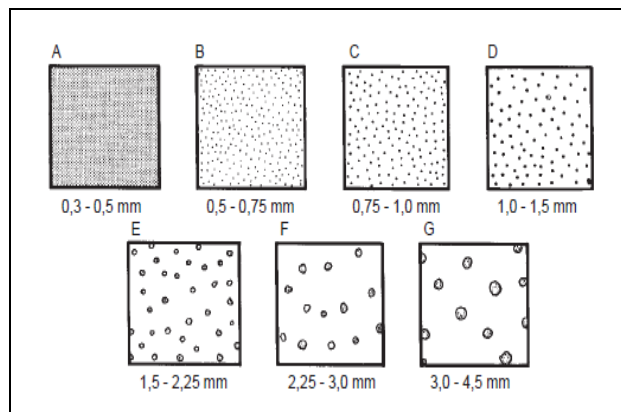 A B C D
0,3 - 0,5 mm 0,5 - 0,75 mm 0,75 - 1,0 mm 1,0 - 1,5 mm
E F G
1,5 - 2,25 mm 2,25 - 3,0 mm 3,0 - 4,5 mm